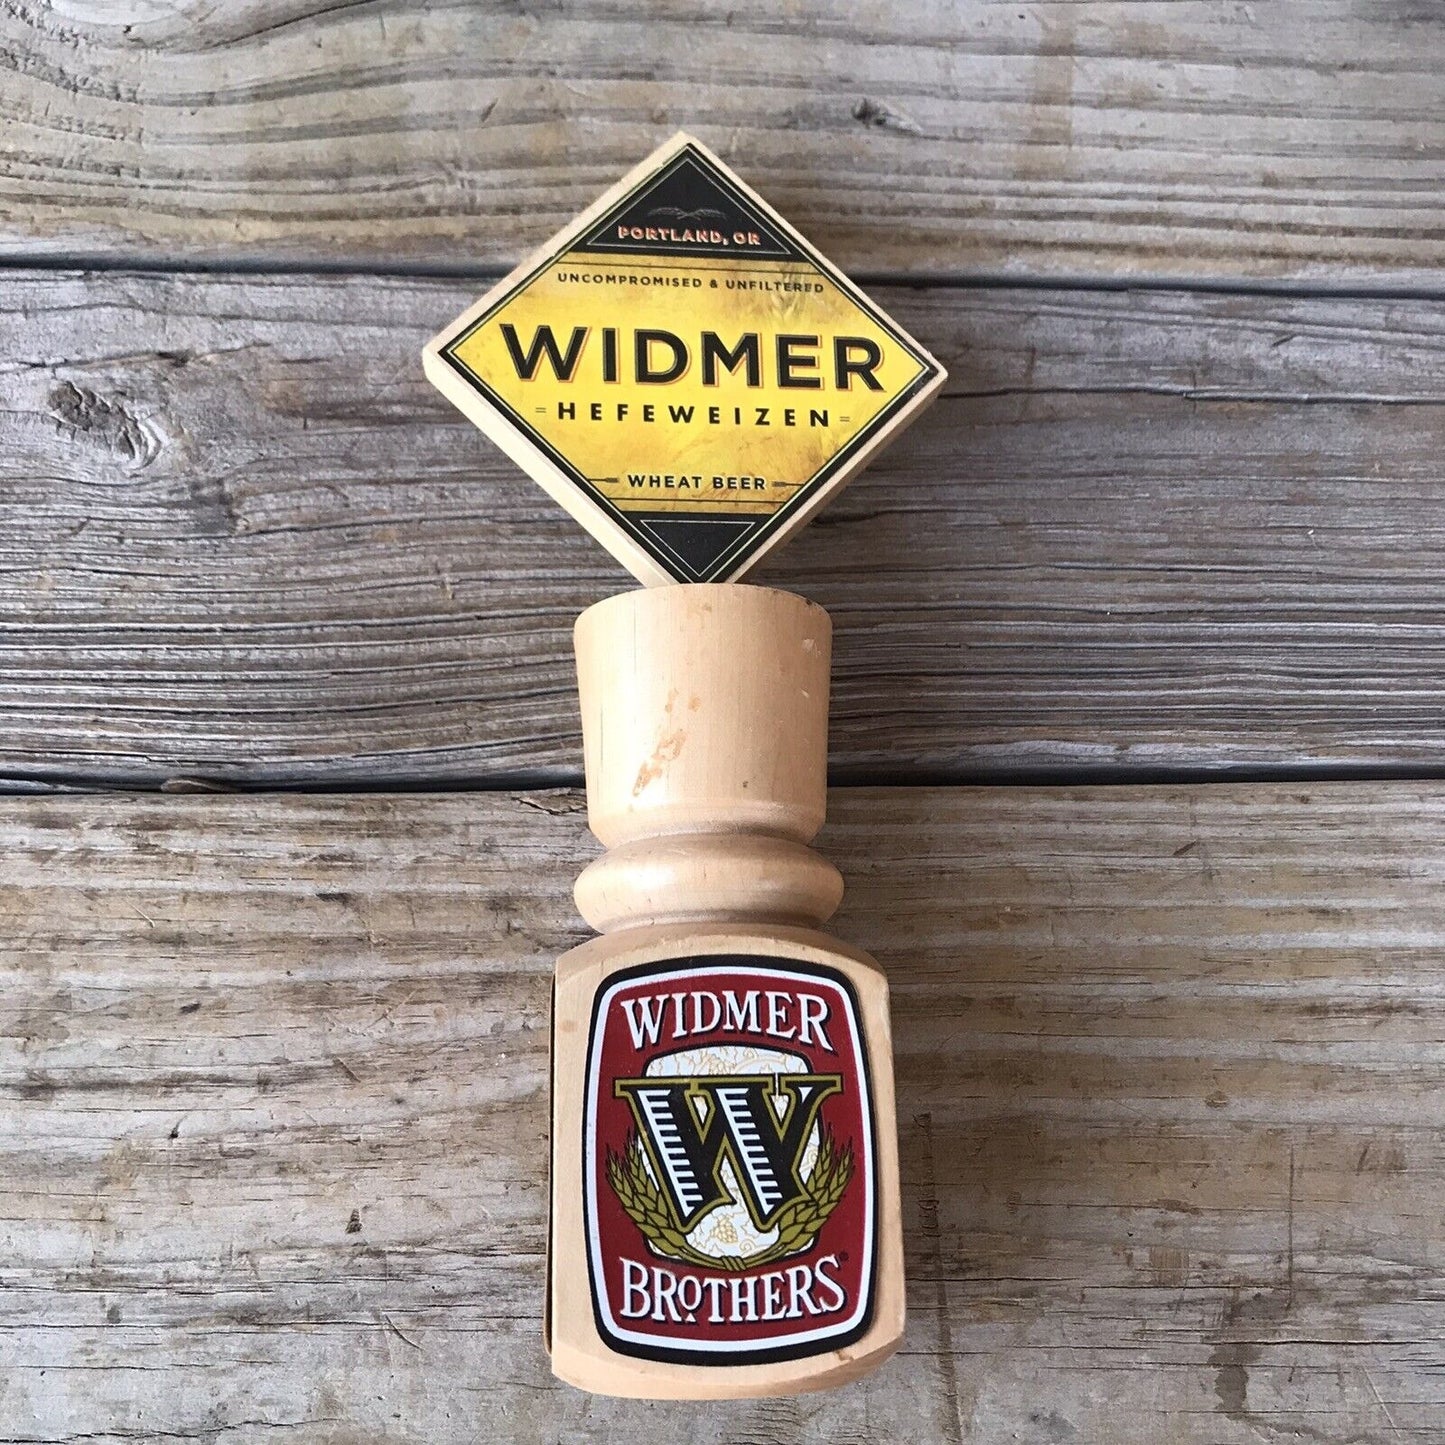 PORTLAND, OR
UNCOMPROMISED & UNFILTERED
WIDMER
HEFEWEIZEN
WHEAT BEER
WIDMER
W
BROTHERS®